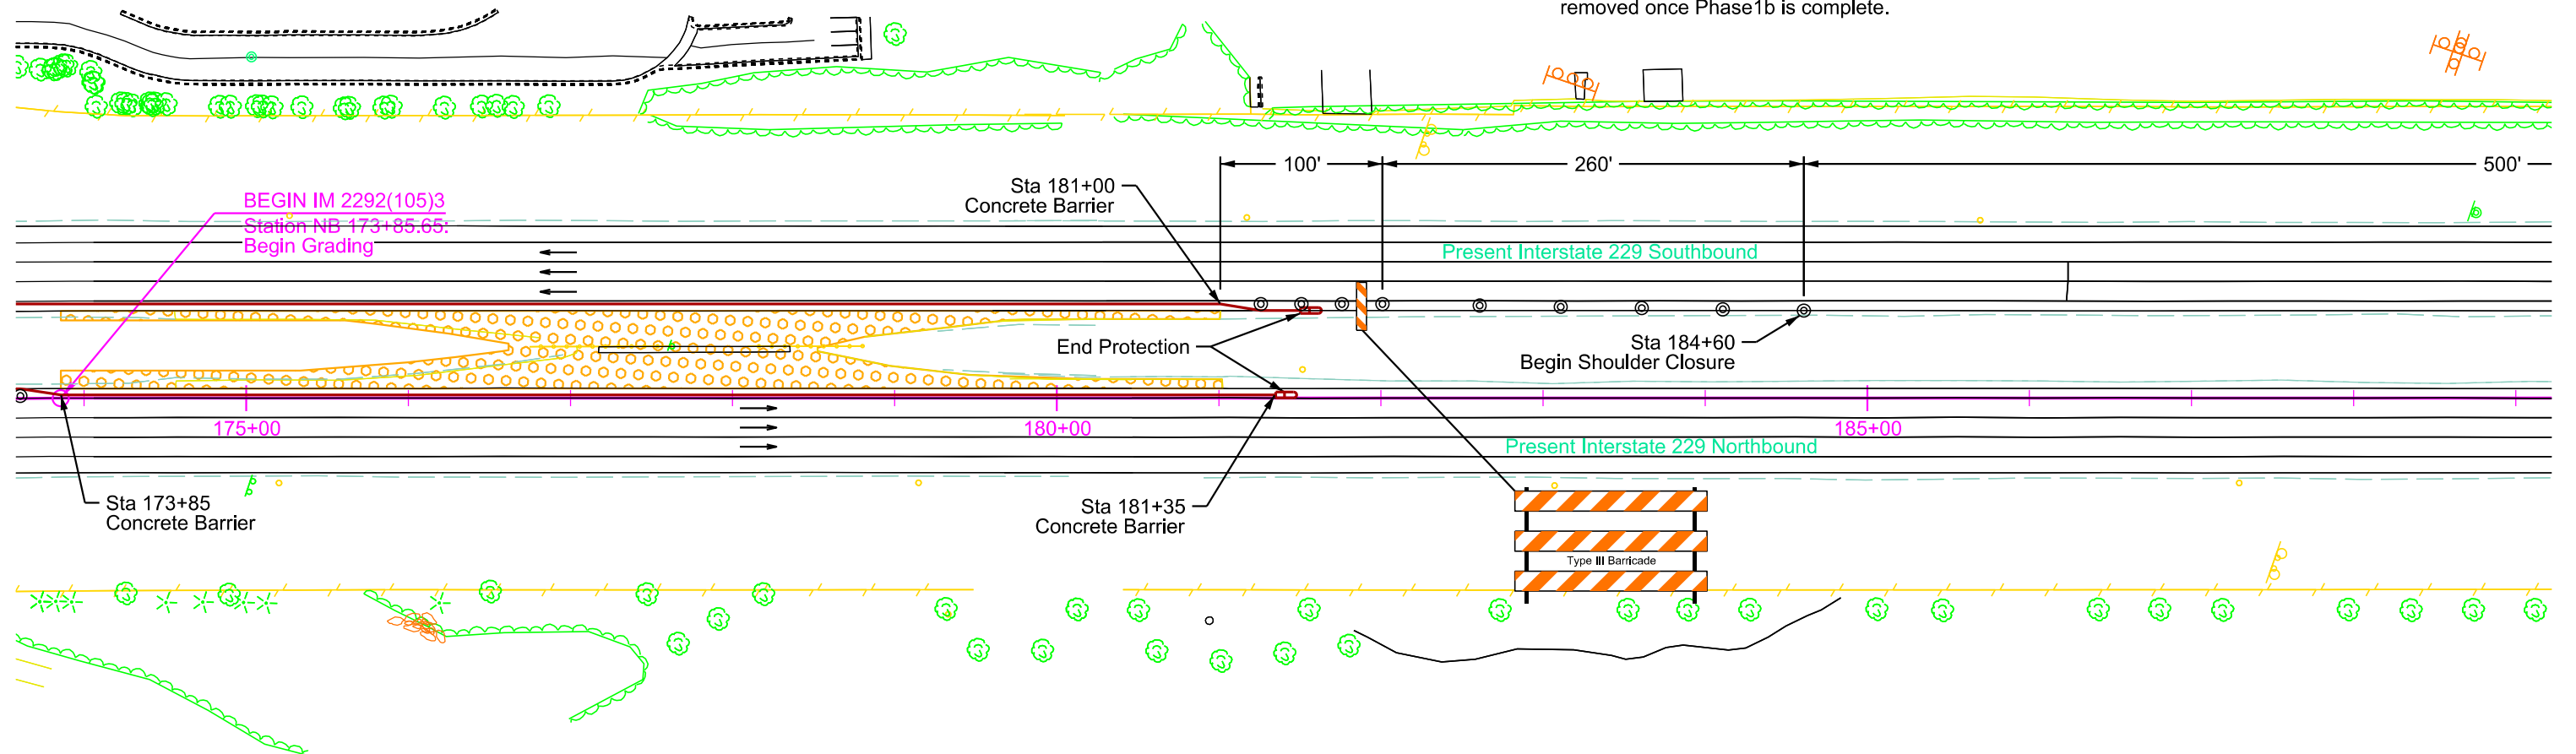 removed once Phase1b is complete.
100'
260'
500'
Sta 181+00
Concrete Barrier
BEGIN IM 2292(105)3
Station NB 173+85.65:
Begin Grading
Present Interstate 229 Southbound
End Protection
Sta 184+60
Begin Shoulder Closure
175+00
180+00
185+00
Present Interstate 229 Northbound
Sta 173+85
Concrete Barrier
Sta 181+35
Concrete Barrier
Type III Barricade